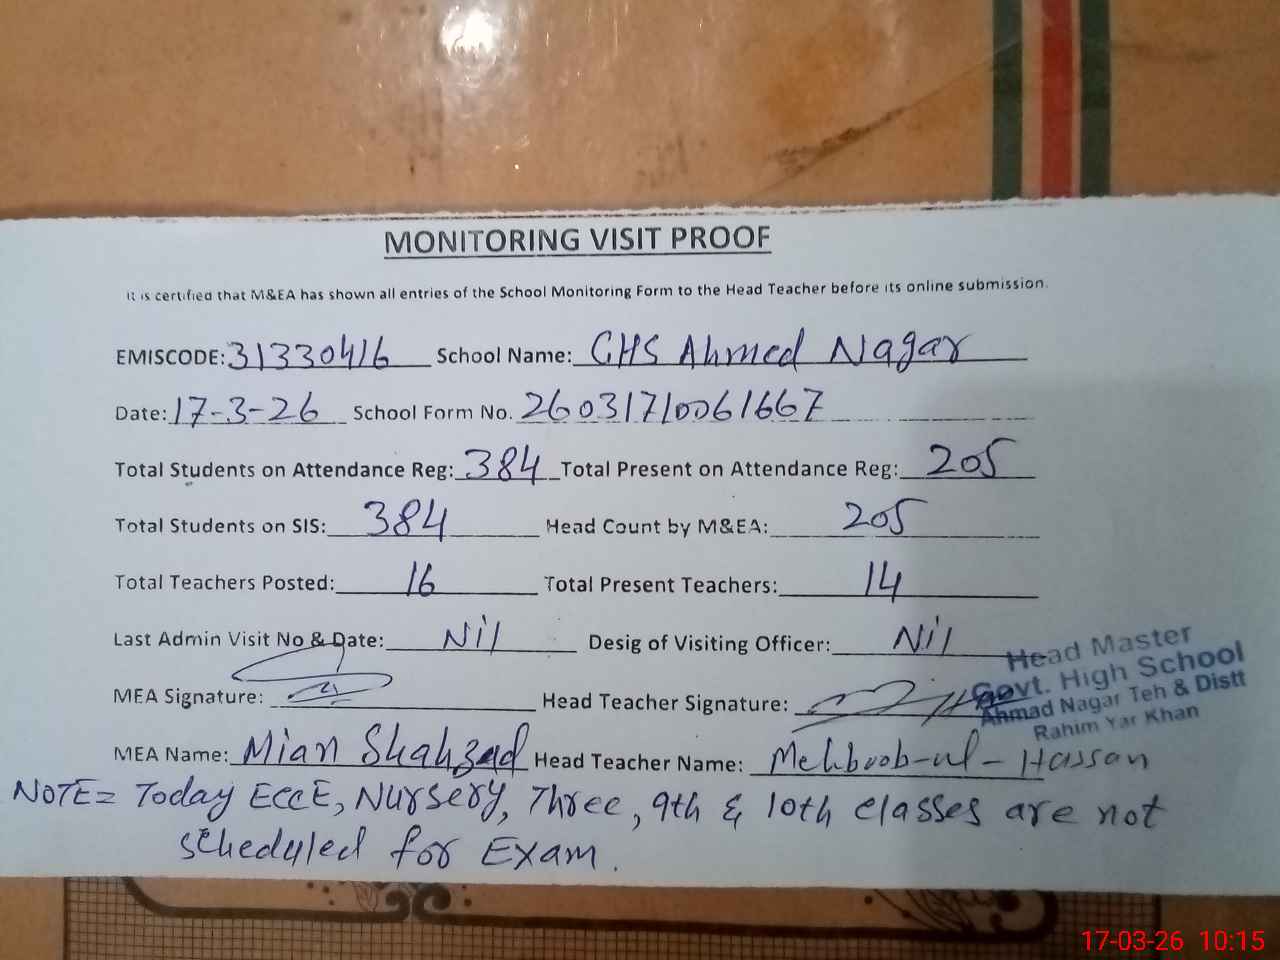 MONITORING VISIT PROOF
It is certified that M&EA has shown all entries of the School Monitoring Form to the Head Teacher before its online submission.
EMISCODE: 31330416 School Name: GHS Ahmed Nagar
Date: 17-3-26 School Form No. 26031710061667
Total Students on Attendance Reg: 384 Total Present on Attendance Reg: 205
Total Students on SIS: 384 Head Count by M&EA: 205
Total Teachers Posted: 16 Total Present Teachers: 14
Last Admin Visit No & Date: Nil Desig of Visiting Officer: Nil
MEA Signature: Head Teacher Signature:
Head Master
Govt. High School
Ahmad Nagar Teh & Distt
Rahim Yar Khan
MEA Name: Mian Shahzad Head Teacher Name: Mehboob-ul-Hassan
NOTE= Today ECCE, Nursery, Three, 9th & 10th classes are not
scheduled for Exam.
17-03-26 10:15